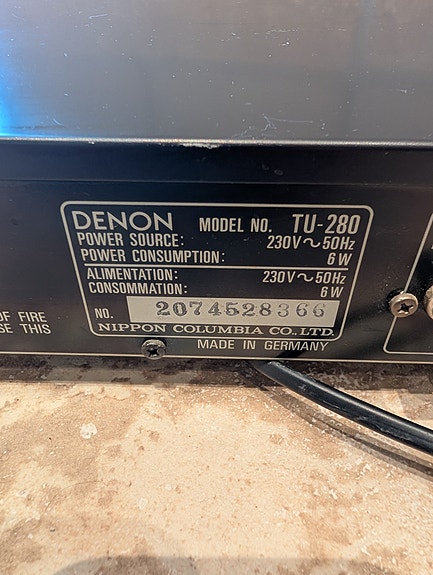 DENON MODEL NO. TU-280
POWER SOURCE: 230V~50Hz
POWER CONSUMPTION: 6 W
ALIMENTATION: 230V~50Hz
CONSOMMATION: 6 W
NO. 2074528366
NIPPON COLUMBIA CO., LTD.
MADE IN GERMANY
OF FIRE
SE THIS